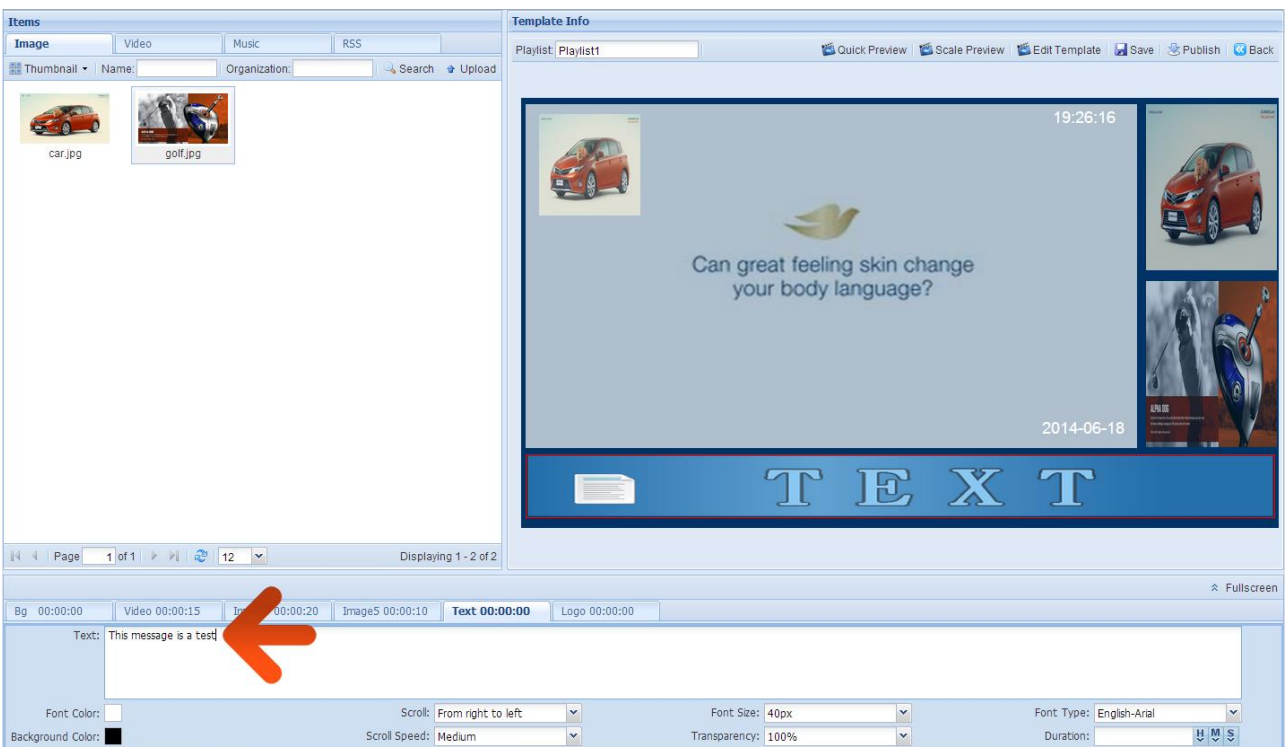 Items
Image Video Music RSS
Thumbnail Name: Organization: Search Upload
car.jpg golf.jpg
Page 1 of 1 12 Displaying 1 - 2 of 2
Template Info
Playlist: Playlist1 Quick Preview Scale Preview Edit Template Save Publish Back
19:26:16
Can great feeling skin change
your body language?
ALPHA DOG
2014-06-18
TEXT
Fullscreen
Bg 00:00:00 Video 00:00:15 00:00:20 Image5 00:00:10 Text 00:00:00 Logo 00:00:00
Text: This message is a test
Font Color: Scroll: From right to left Font Size: 40px Font Type: English-Arial
Background Color: Scroll Speed: Medium Transparency: 100% Duration: H M S